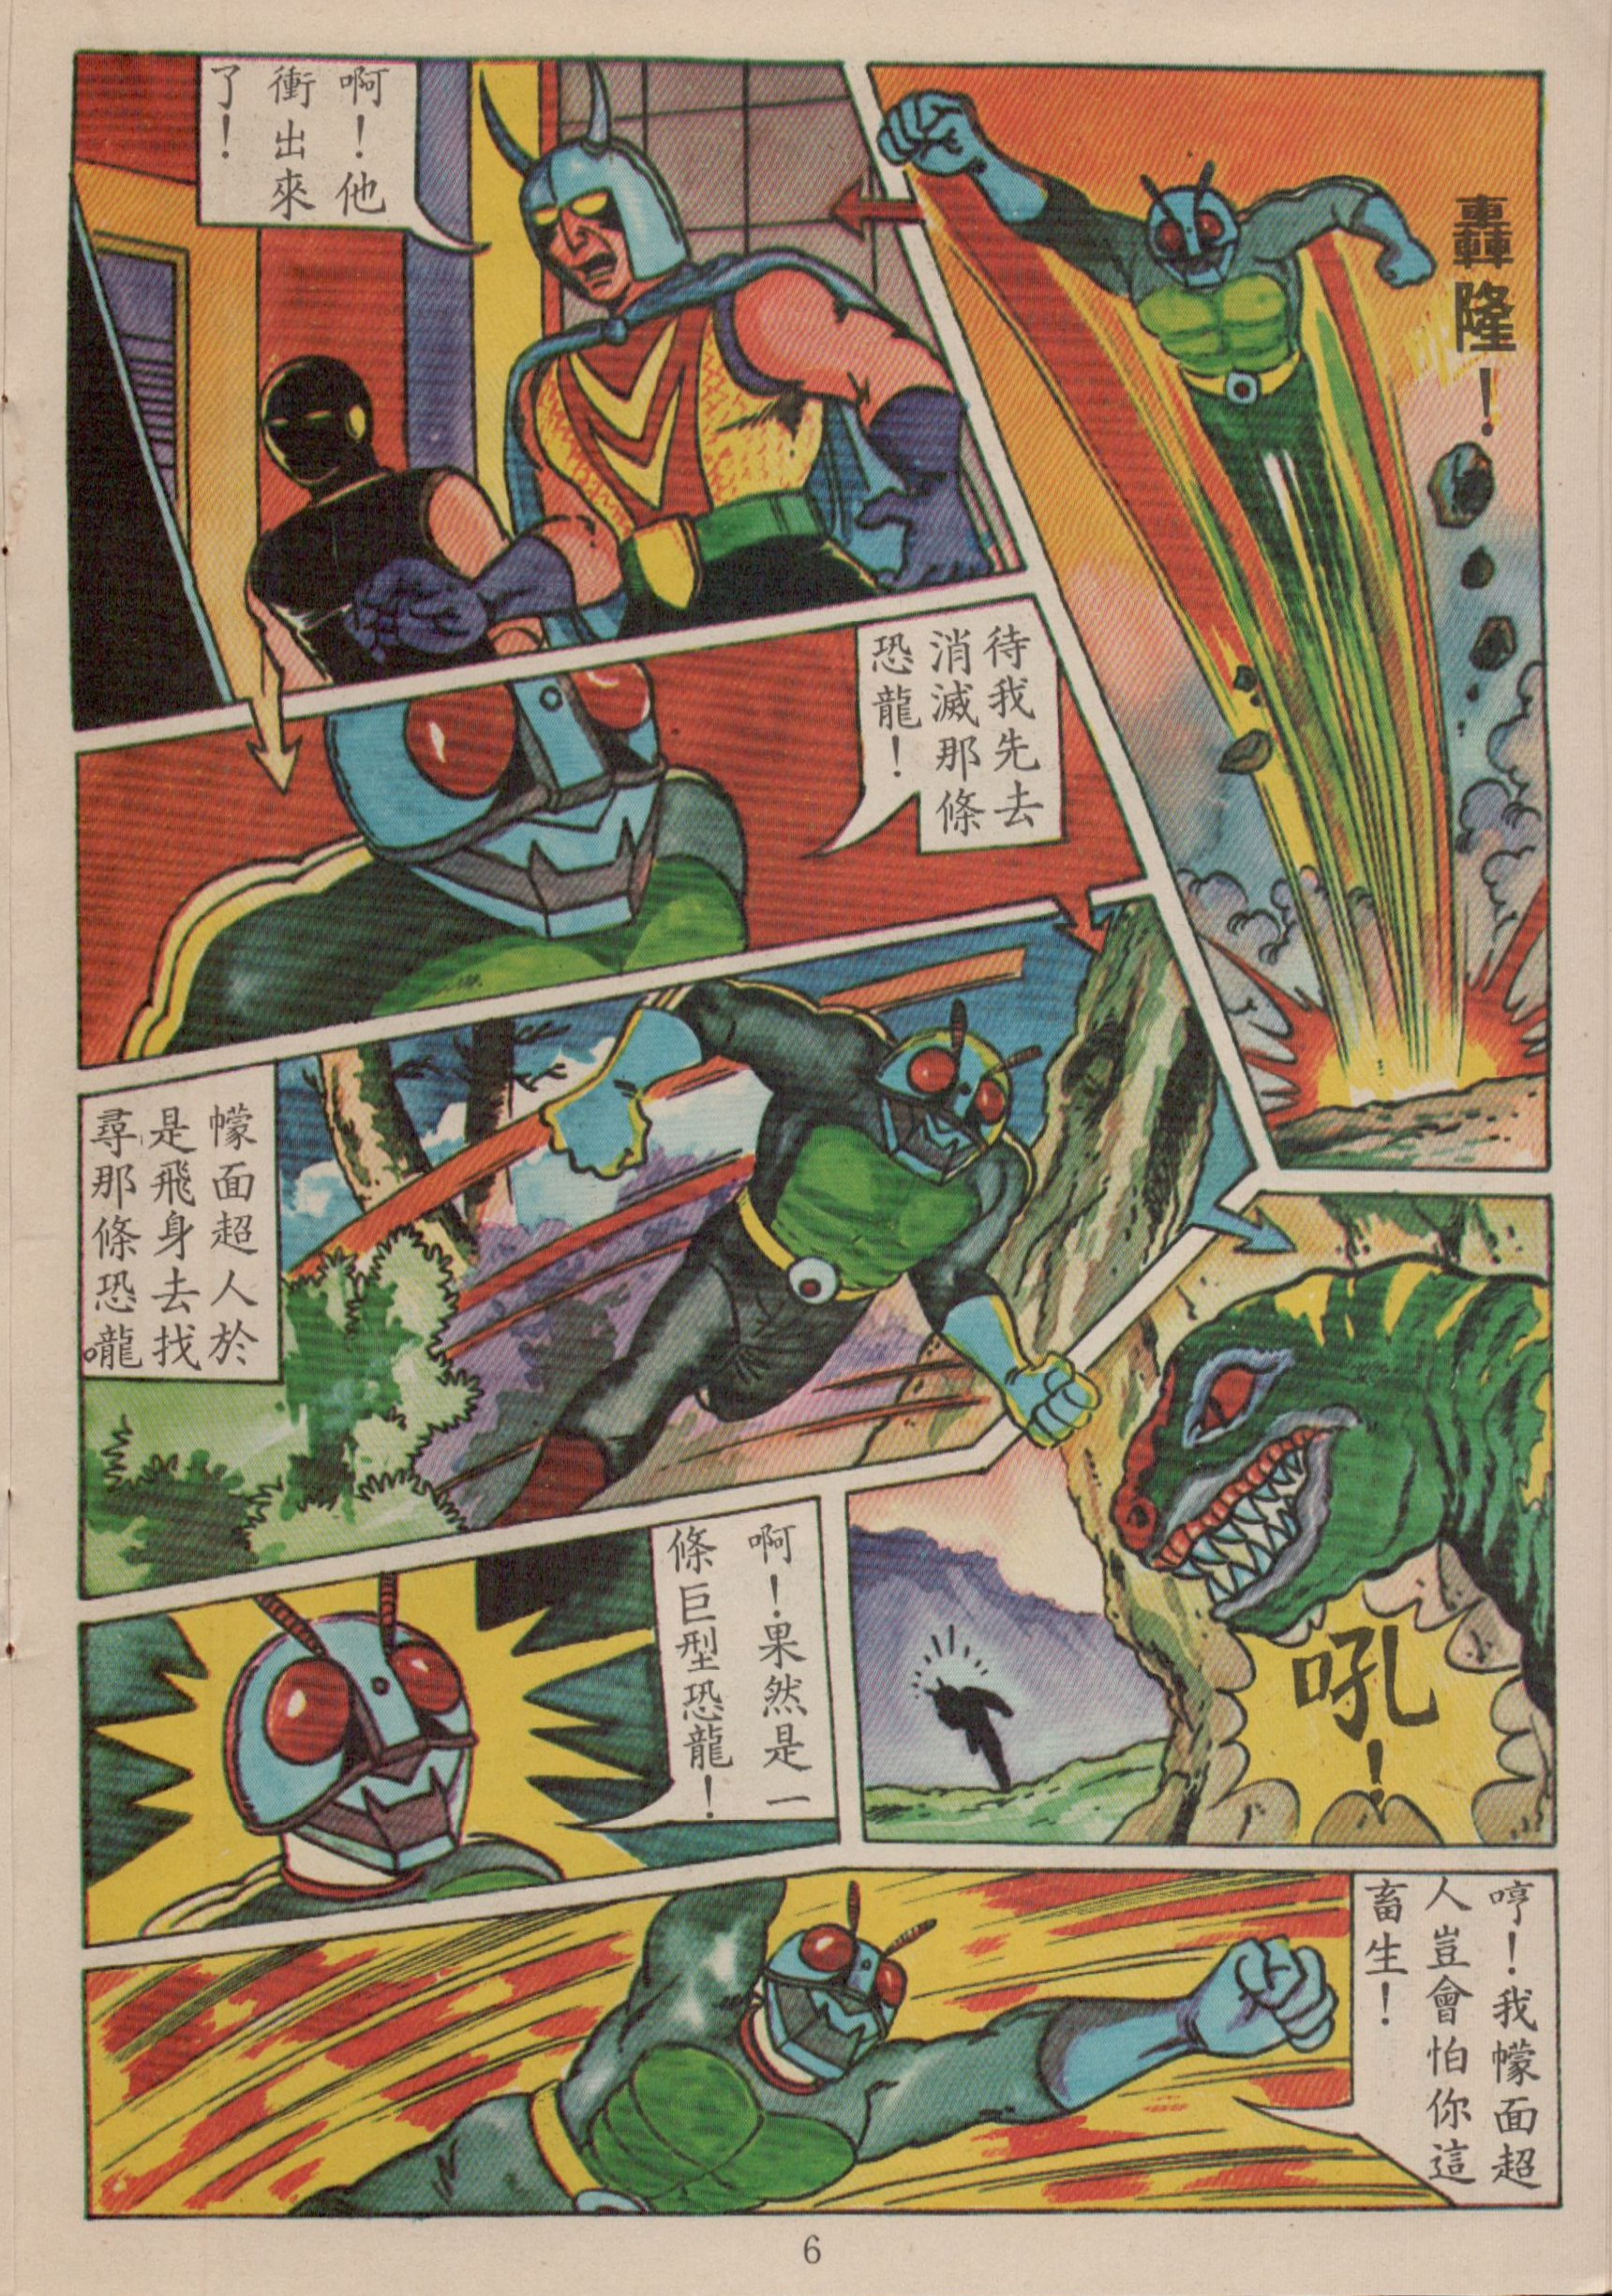 轟隆！
啊！他
衝出來
了！
待我先去
消滅那條
恐龍！
幪面超人於
是飛身去找
尋那條恐龍。
吼！
啊！果然是一
條巨型恐龍！
哼！我幪面超
人豈會怕你這
畜生！
6